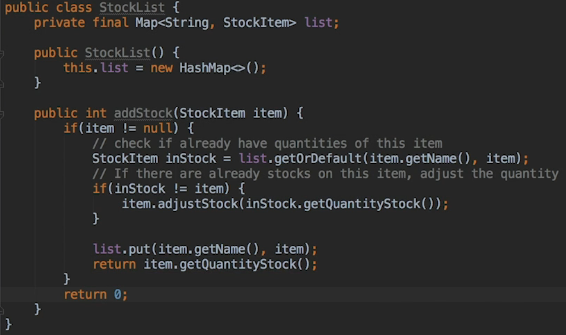 public class StockList {
    private final Map<String, StockItem> list;
    public StockList() {
        this.list = new HashMap<>();
    }
    public int addStock(StockItem item) {
        if(item != null) {
            // check if already have quantities of this item
            StockItem inStock = list.getOrDefault(item.getName(), item);
            // If there are already stocks on this item, adjust the quantity
            if(inStock != item) {
                item.adjustStock(inStock.getQuantityStock());
            }
            list.put(item.getName(), item);
            return item.getQuantityStock();
        }
        return 0;
    }
}